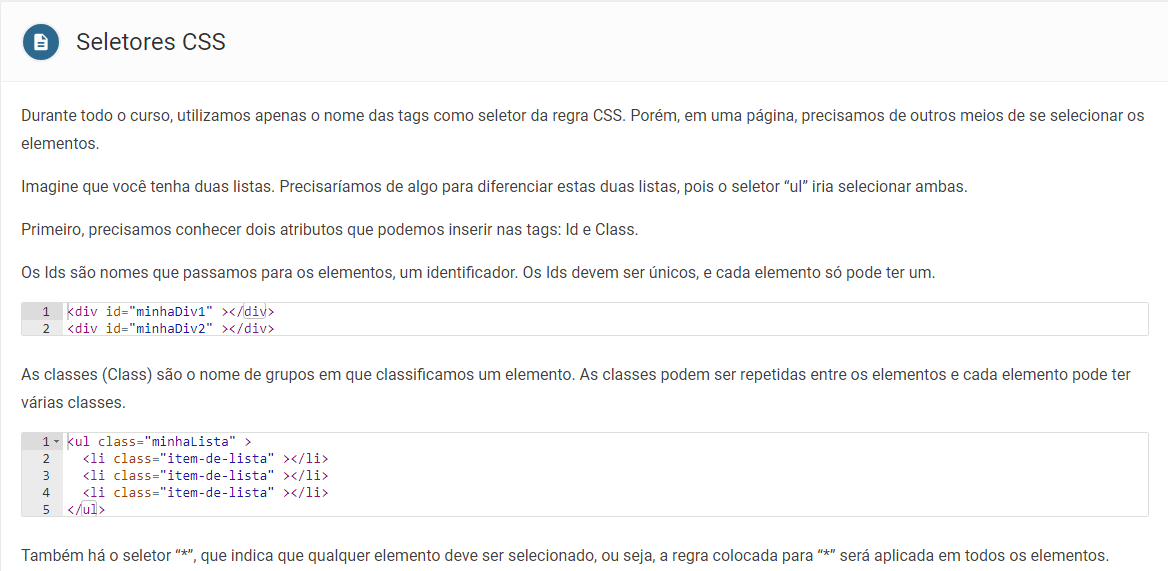 Seletores CSS
Durante todo o curso, utilizamos apenas o nome das tags como seletor da regra CSS. Porém, em uma página, precisamos de outros meios de se selecionar os
elementos.
Imagine que você tenha duas listas. Precisaríamos de algo para diferenciar estas duas listas, pois o seletor “ul” iria selecionar ambas.
Primeiro, precisamos conhecer dois atributos que podemos inserir nas tags: Id e Class.
Os Ids são nomes que passamos para os elementos, um identificador. Os Ids devem ser únicos, e cada elemento só pode ter um.
1 <div id="minhaDiv1" ></div>
2 <div id="minhaDiv2" ></div>
As classes (Class) são o nome de grupos em que classificamos um elemento. As classes podem ser repetidas entre os elementos e cada elemento pode ter
várias classes.
1 <ul class="minhaLista" >
2   <li class="item-de-lista" ></li>
3   <li class="item-de-lista" ></li>
4   <li class="item-de-lista" ></li>
5 </ul>
Também há o seletor “*”, que indica que qualquer elemento deve ser selecionado, ou seja, a regra colocada para “*” será aplicada em todos os elementos.